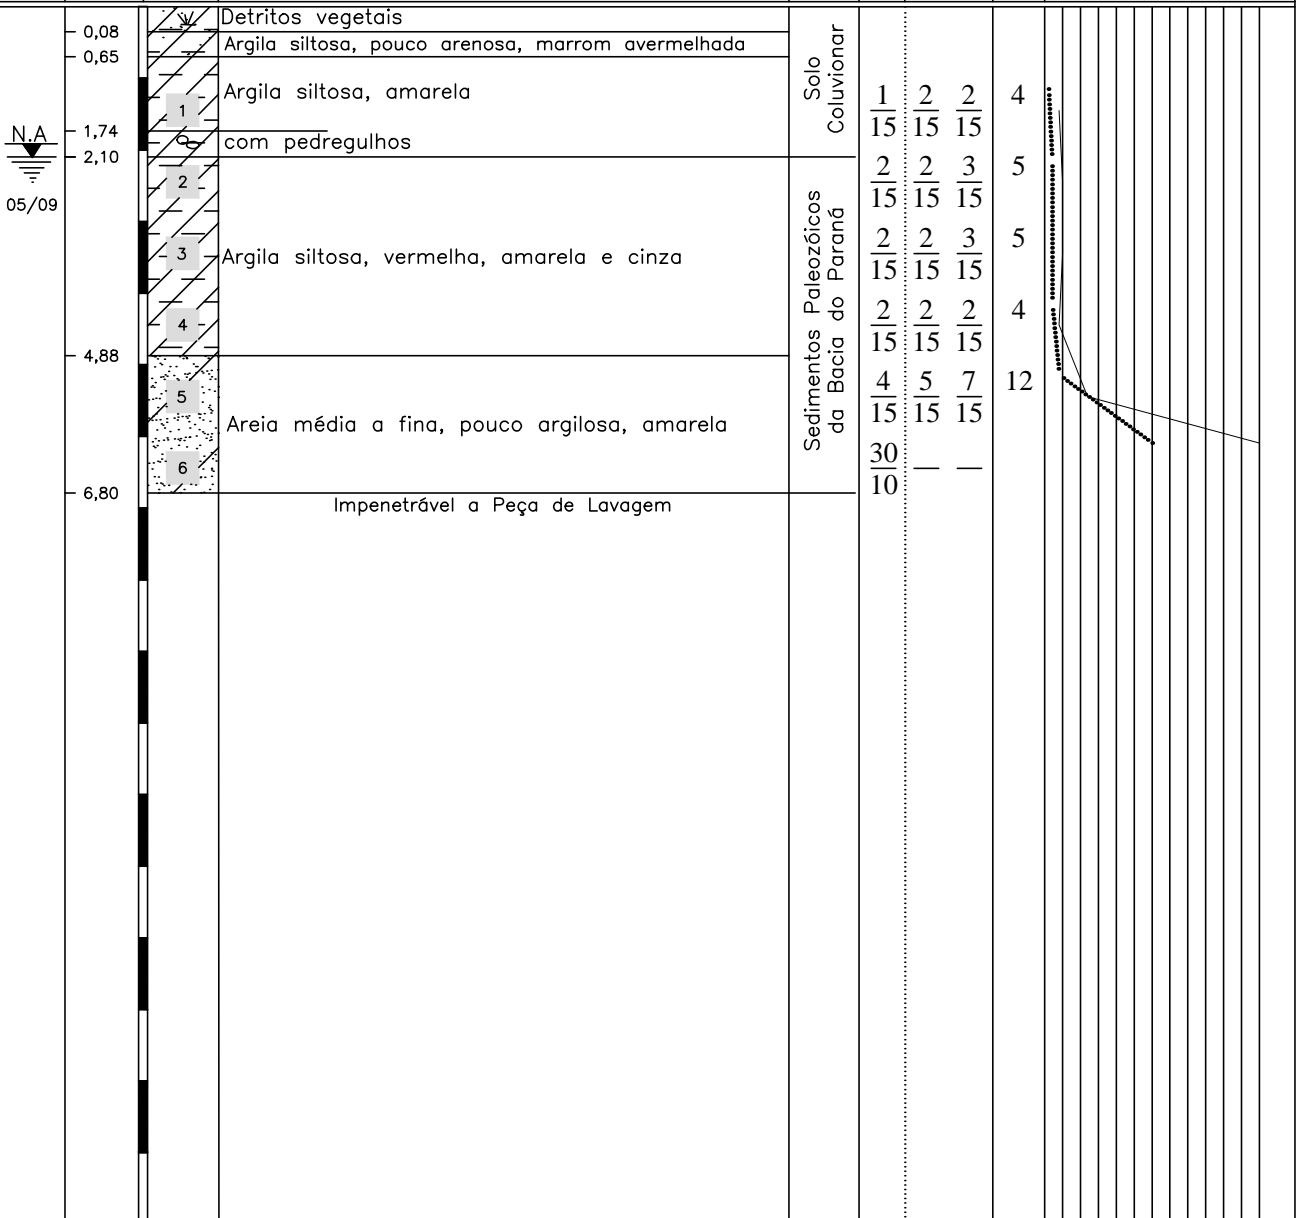 Detritos vegetais
0,08
Argila siltosa, pouco arenosa, marrom avermelhada
0,65
Argila siltosa, amarela
1
1,74
com pedregulhos
N.A
2,10
05/09
2
3
Argila siltosa, vermelha, amarela e cinza
4
4,88
5
Areia média a fina, pouco argilosa, amarela
6
6,80
Impenetrável a Peça de Lavagem
Solo
Coluvionar
Sedimentos Paleozóicos
da Bacia do Paraná
1 2 2 4
15 15 15
2 2 3 5
15 15 15
2 2 3 5
15 15 15
2 2 2 4
15 15 15
4 5 7 12
15 15 15
30 — —
10